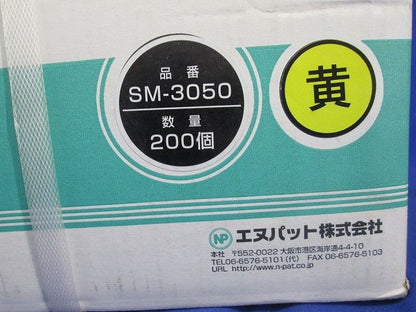 品番
SM-3050
数量
200個
黄
NP エヌパット株式会社
本社 〒552-0022 大阪市港区海岸通4-4-10
TEL06-6576-5101(代) FAX 06-6576-5103
URL http://www.n-pat.co.jp